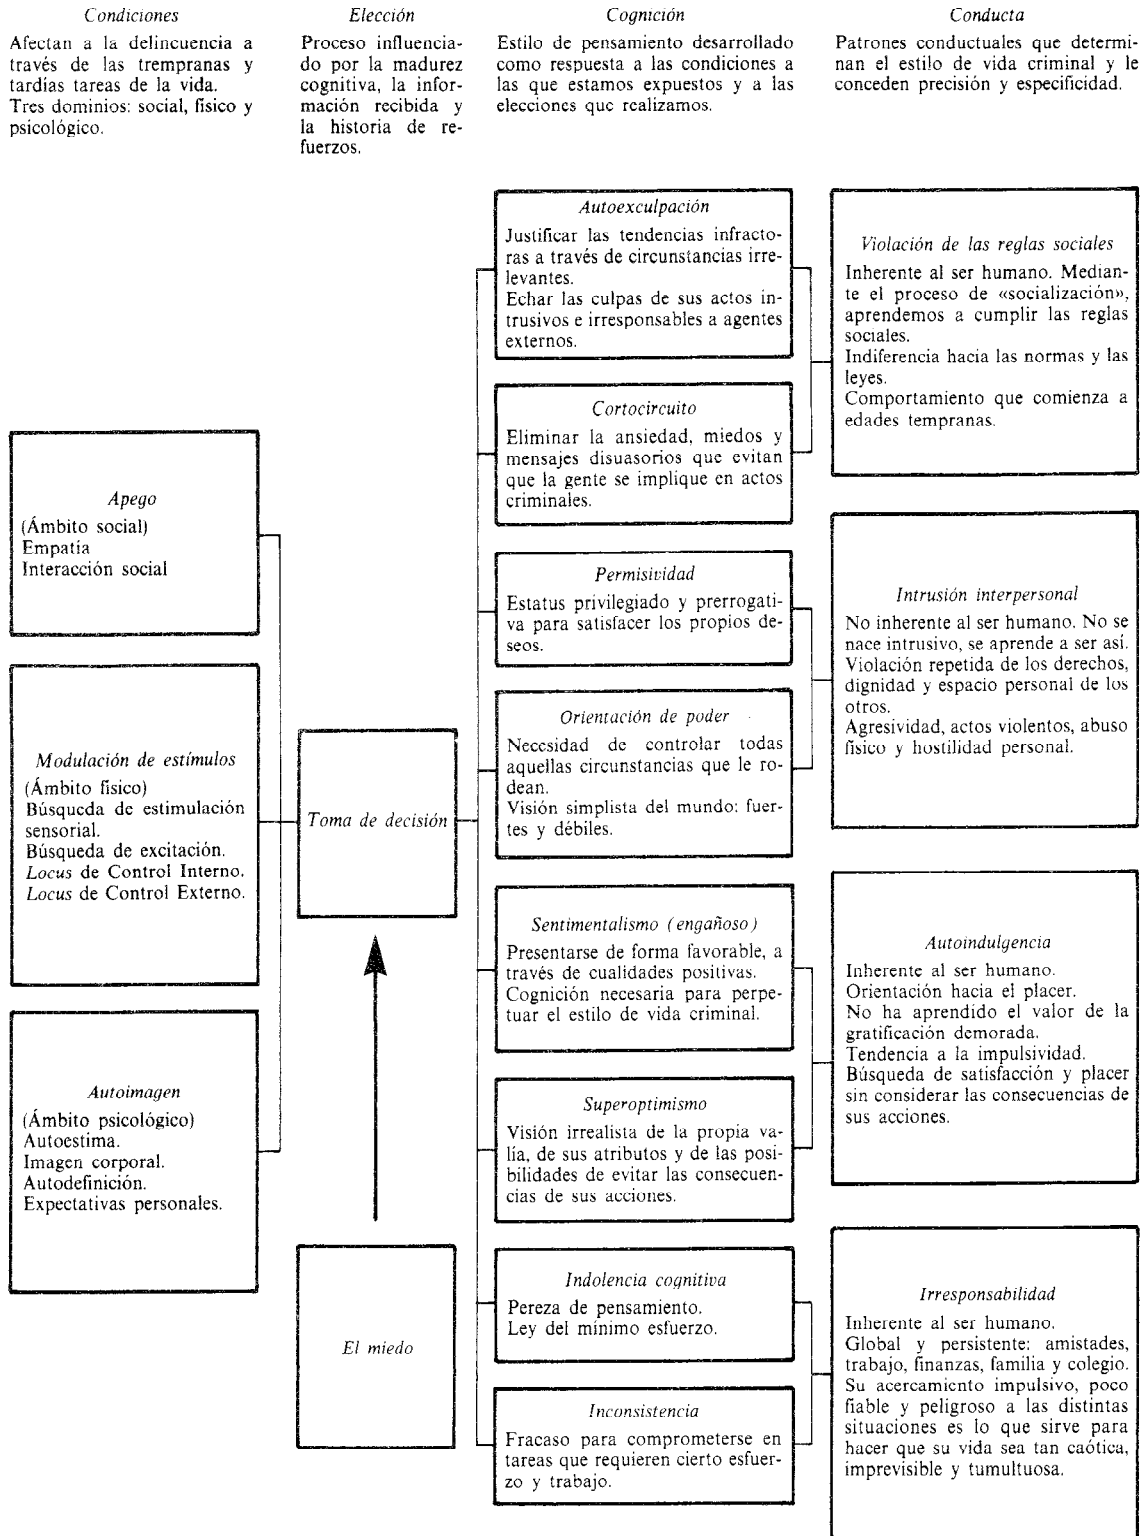 Condiciones
Afectan a la delincuencia a
través de las trempranas y
tardías tareas de la vida.
Tres dominios: social, físico y
psicológico.
Elección
Proceso influencia-
do por la madurez
cognitiva, la infor-
mación recibida y
la historia de re-
fuerzos.
Cognición
Estilo de pensamiento desarrollado
como respuesta a las condiciones a
las que estamos expuestos y a las
elecciones que realizamos.
Conducta
Patrones conductuales que determi-
nan el estilo de vida criminal y le
conceden precisión y especificidad.
Apego
(Ámbito social)
Empatía
Interacción social
Modulación de estímulos
(Ámbito físico)
Búsqueda de estimulación
sensorial.
Búsqueda de excitación.
Locus de Control Interno.
Locus de Control Externo.
Autoimagen
(Ámbito psicológico)
Autoestima.
Imagen corporal.
Autodefinición.
Expectativas personales.
Toma de decisión
El miedo
Autoexculpación
Justificar las tendencias infracto-
ras a través de circunstancias irre-
levantes.
Echar las culpas de sus actos in-
trusivos e irresponsables a agentes
externos.
Cortocircuito
Eliminar la ansiedad, miedos y
mensajes disuasorios que evitan
que la gente se implique en actos
criminales.
Permisividad
Estatus privilegiado y prerrogati-
va para satisfacer los propios de-
seos.
Orientación de poder
Necesidad de controlar todas
aquellas circunstancias que le ro-
dean.
Visión simplista del mundo: fuer-
tes y débiles.
Sentimentalismo (engañoso)
Presentarse de forma favorable, a
través de cualidades positivas.
Cognición necesaria para perpe-
tuar el estilo de vida criminal.
Superoptimismo
Visión irrealista de la propia va-
lía, de sus atributos y de las posi-
bilidades de evitar las consecuen-
cias de sus acciones.
Indolencia cognitiva
Pereza de pensamiento.
Ley del mínimo esfuerzo.
Inconsistencia
Fracaso para comprometerse en
tareas que requieren cierto esfuer-
zo y trabajo.
Violación de las reglas sociales
Inherente al ser humano. Median-
te el proceso de «socialización»,
aprendemos a cumplir las reglas
sociales.
Indiferencia hacia las normas y las
leyes.
Comportamiento que comienza a
edades tempranas.
Intrusión interpersonal
No inherente al ser humano. No se
nace intrusivo, se aprende a ser así.
Violación repetida de los derechos,
dignidad y espacio personal de los
otros.
Agresividad, actos violentos, abuso
físico y hostilidad personal.
Autoindulgencia
Inherente al ser humano.
Orientación hacia el placer.
No ha aprendido el valor de la
gratificación demorada.
Tendencia a la impulsividad.
Búsqueda de satisfacción y placer
sin considerar las consecuencias de
sus acciones.
Irresponsabilidad
Inherente al ser humano.
Global y persistente: amistades,
trabajo, finanzas, familia y colegio.
Su acercamiento impulsivo, poco
fiable y peligroso a las distintas
situaciones es lo que sirve para
hacer que su vida sea tan caótica,
imprevisible y tumultuosa.